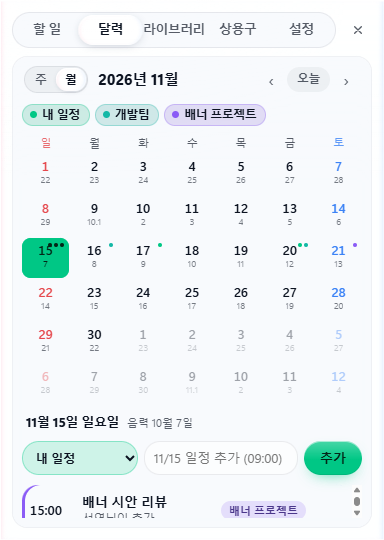 할 일 달력 라이브러리 상용구 설정 ×
주 월 2026년 11월 ‹ 오늘 ›
내 일정 개발팀 배너 프로젝트
일 월 화 수 목 금 토
1 2 3 4 5 6 7
22 23 24 25 26 27 28
8 9 10 11 12 13 14
29 10.1 2 3 4 5 6
15 16 17 18 19 20 21
7 8 9 10 11 12 13
22 23 24 25 26 27 28
14 15 16 17 18 19 20
29 30 1 2 3 4 5
21 22 23 24 25 26 27
6 7 8 9 10 11 12
28 29 30 11.1 2 3 4
11월 15일 일요일 음력 10월 7일
내 일정 11/15 일정 추가 (09:00) 추가
15:00 배너 시안 리뷰 배너 프로젝트